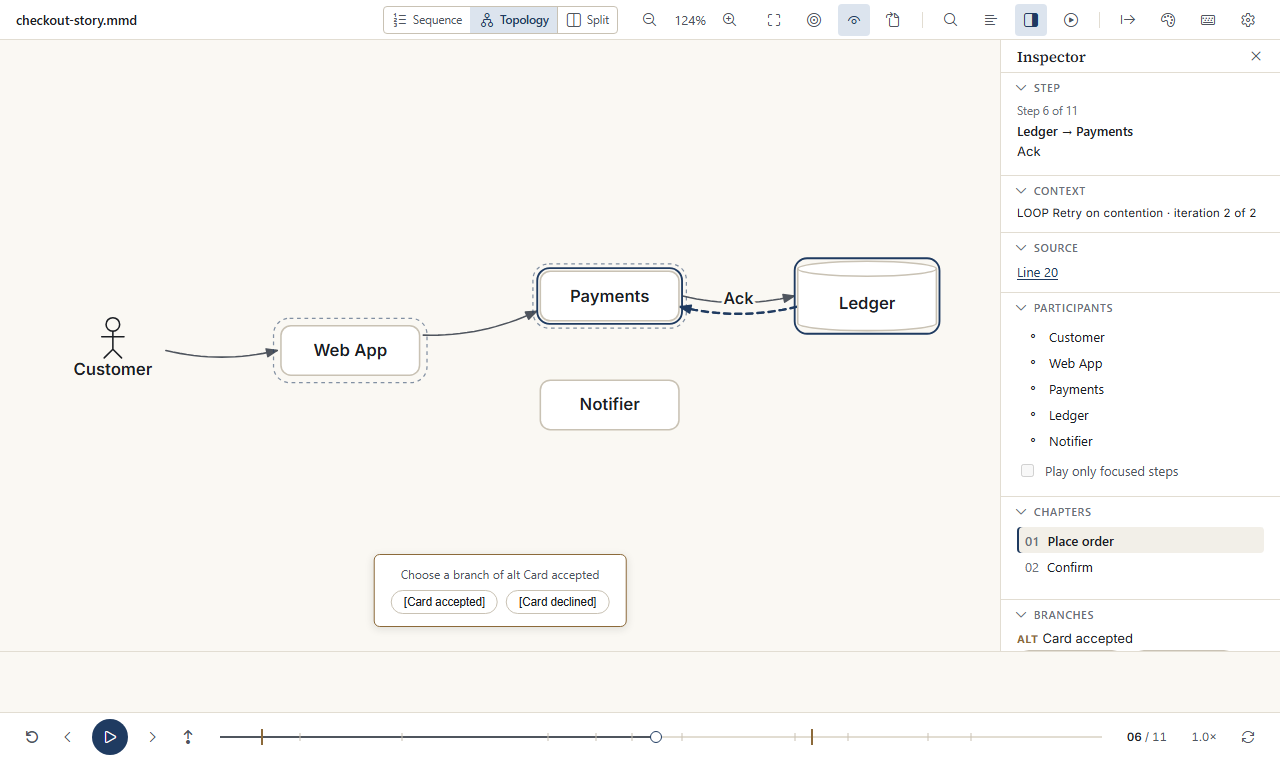 checkout-story.mmd
Sequence
Topology
Split
124%
Inspector
STEP
Step 6 of 11
Ledger → Payments
Ack
CONTEXT
LOOP Retry on contention · iteration 2 of 2
SOURCE
Line 20
PARTICIPANTS
Customer
Web App
Payments
Ledger
Notifier
Play only focused steps
CHAPTERS
01 Place order
02 Confirm
BRANCHES
ALT Card accepted
Payments
Ack
Ledger
Web App
Customer
Notifier
Choose a branch of alt Card accepted
[Card accepted]
[Card declined]
06 / 11
1.0×